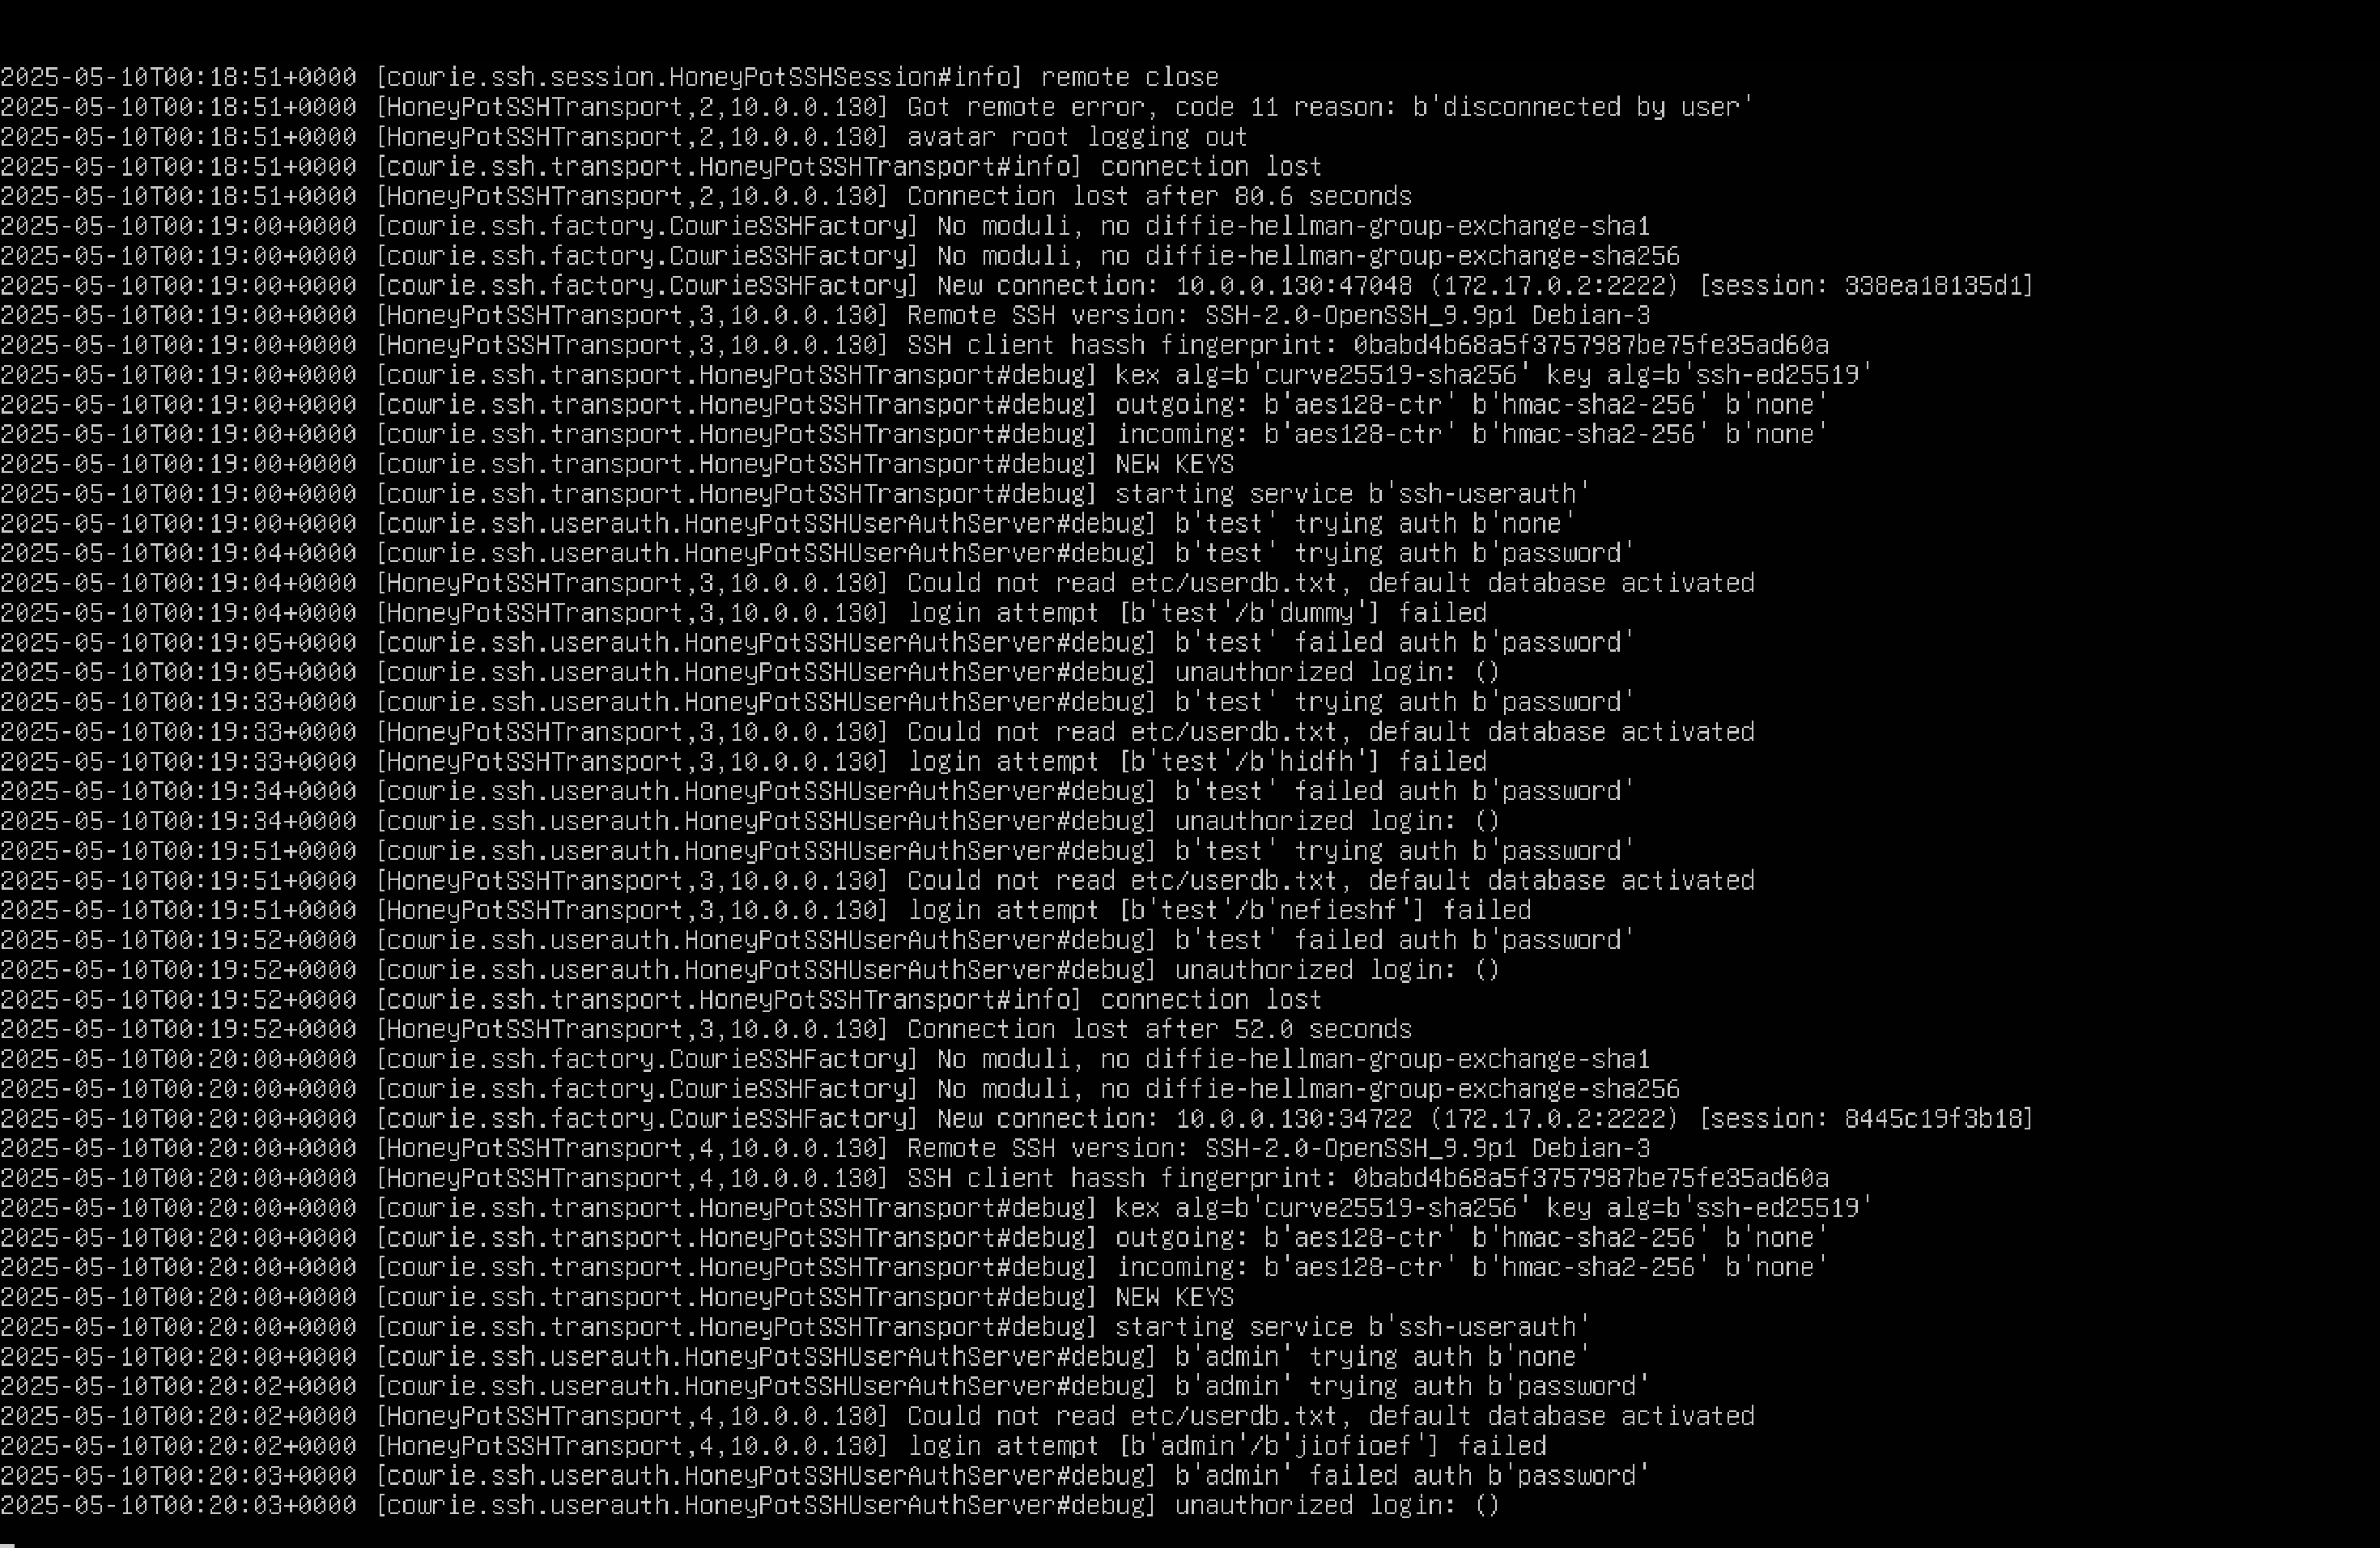 2025-05-10T00:18:51+0000 [cowrie.ssh.session.HoneyPotSSHSession#info] remote close
2025-05-10T00:18:51+0000 [HoneyPotSSHTransport,2,10.0.0.130] Got remote error, code 11 reason: b'disconnected by user'
2025-05-10T00:18:51+0000 [HoneyPotSSHTransport,2,10.0.0.130] avatar root logging out
2025-05-10T00:18:51+0000 [cowrie.ssh.transport.HoneyPotSSHTransport#info] connection lost
2025-05-10T00:18:51+0000 [HoneyPotSSHTransport,2,10.0.0.130] Connection lost after 80.6 seconds
2025-05-10T00:19:00+0000 [cowrie.ssh.factory.CowrieSSHFactory] No moduli, no diffie-hellman-group-exchange-sha1
2025-05-10T00:19:00+0000 [cowrie.ssh.factory.CowrieSSHFactory] No moduli, no diffie-hellman-group-exchange-sha256
2025-05-10T00:19:00+0000 [cowrie.ssh.factory.CowrieSSHFactory] New connection: 10.0.0.130:47048 (172.17.0.2:2222) [session: 338ea18135d1]
2025-05-10T00:19:00+0000 [HoneyPotSSHTransport,3,10.0.0.130] Remote SSH version: SSH-2.0-OpenSSH_9.9p1 Debian-3
2025-05-10T00:19:00+0000 [HoneyPotSSHTransport,3,10.0.0.130] SSH client hassh fingerprint: 0babd4b68a5f3757987be75fe35ad60a
2025-05-10T00:19:00+0000 [cowrie.ssh.transport.HoneyPotSSHTransport#debug] kex alg=b'curve25519-sha256' key alg=b'ssh-ed25519'
2025-05-10T00:19:00+0000 [cowrie.ssh.transport.HoneyPotSSHTransport#debug] outgoing: b'aes128-ctr' b'hmac-sha2-256' b'none'
2025-05-10T00:19:00+0000 [cowrie.ssh.transport.HoneyPotSSHTransport#debug] incoming: b'aes128-ctr' b'hmac-sha2-256' b'none'
2025-05-10T00:19:00+0000 [cowrie.ssh.transport.HoneyPotSSHTransport#debug] NEW KEYS
2025-05-10T00:19:00+0000 [cowrie.ssh.transport.HoneyPotSSHTransport#debug] starting service b'ssh-userauth'
2025-05-10T00:19:00+0000 [cowrie.ssh.userauth.HoneyPotSSHUserAuthServer#debug] b'test' trying auth b'none'
2025-05-10T00:19:04+0000 [cowrie.ssh.userauth.HoneyPotSSHUserAuthServer#debug] b'test' trying auth b'password'
2025-05-10T00:19:04+0000 [HoneyPotSSHTransport,3,10.0.0.130] Could not read etc/userdb.txt, default database activated
2025-05-10T00:19:04+0000 [HoneyPotSSHTransport,3,10.0.0.130] login attempt [b'test'/b'dummy'] failed
2025-05-10T00:19:05+0000 [cowrie.ssh.userauth.HoneyPotSSHUserAuthServer#debug] b'test' failed auth b'password'
2025-05-10T00:19:05+0000 [cowrie.ssh.userauth.HoneyPotSSHUserAuthServer#debug] unauthorized login: ()
2025-05-10T00:19:33+0000 [cowrie.ssh.userauth.HoneyPotSSHUserAuthServer#debug] b'test' trying auth b'password'
2025-05-10T00:19:33+0000 [HoneyPotSSHTransport,3,10.0.0.130] Could not read etc/userdb.txt, default database activated
2025-05-10T00:19:33+0000 [HoneyPotSSHTransport,3,10.0.0.130] login attempt [b'test'/b'hidfh'] failed
2025-05-10T00:19:34+0000 [cowrie.ssh.userauth.HoneyPotSSHUserAuthServer#debug] b'test' failed auth b'password'
2025-05-10T00:19:34+0000 [cowrie.ssh.userauth.HoneyPotSSHUserAuthServer#debug] unauthorized login: ()
2025-05-10T00:19:51+0000 [cowrie.ssh.userauth.HoneyPotSSHUserAuthServer#debug] b'test' trying auth b'password'
2025-05-10T00:19:51+0000 [HoneyPotSSHTransport,3,10.0.0.130] Could not read etc/userdb.txt, default database activated
2025-05-10T00:19:51+0000 [HoneyPotSSHTransport,3,10.0.0.130] login attempt [b'test'/b'nefieshf'] failed
2025-05-10T00:19:52+0000 [cowrie.ssh.userauth.HoneyPotSSHUserAuthServer#debug] b'test' failed auth b'password'
2025-05-10T00:19:52+0000 [cowrie.ssh.userauth.HoneyPotSSHUserAuthServer#debug] unauthorized login: ()
2025-05-10T00:19:52+0000 [cowrie.ssh.transport.HoneyPotSSHTransport#info] connection lost
2025-05-10T00:19:52+0000 [HoneyPotSSHTransport,3,10.0.0.130] Connection lost after 52.0 seconds
2025-05-10T00:20:00+0000 [cowrie.ssh.factory.CowrieSSHFactory] No moduli, no diffie-hellman-group-exchange-sha1
2025-05-10T00:20:00+0000 [cowrie.ssh.factory.CowrieSSHFactory] No moduli, no diffie-hellman-group-exchange-sha256
2025-05-10T00:20:00+0000 [cowrie.ssh.factory.CowrieSSHFactory] New connection: 10.0.0.130:34722 (172.17.0.2:2222) [session: 8445c19f3b18]
2025-05-10T00:20:00+0000 [HoneyPotSSHTransport,4,10.0.0.130] Remote SSH version: SSH-2.0-OpenSSH_9.9p1 Debian-3
2025-05-10T00:20:00+0000 [HoneyPotSSHTransport,4,10.0.0.130] SSH client hassh fingerprint: 0babd4b68a5f3757987be75fe35ad60a
2025-05-10T00:20:00+0000 [cowrie.ssh.transport.HoneyPotSSHTransport#debug] kex alg=b'curve25519-sha256' key alg=b'ssh-ed25519'
2025-05-10T00:20:00+0000 [cowrie.ssh.transport.HoneyPotSSHTransport#debug] outgoing: b'aes128-ctr' b'hmac-sha2-256' b'none'
2025-05-10T00:20:00+0000 [cowrie.ssh.transport.HoneyPotSSHTransport#debug] incoming: b'aes128-ctr' b'hmac-sha2-256' b'none'
2025-05-10T00:20:00+0000 [cowrie.ssh.transport.HoneyPotSSHTransport#debug] NEW KEYS
2025-05-10T00:20:00+0000 [cowrie.ssh.transport.HoneyPotSSHTransport#debug] starting service b'ssh-userauth'
2025-05-10T00:20:00+0000 [cowrie.ssh.userauth.HoneyPotSSHUserAuthServer#debug] b'admin' trying auth b'none'
2025-05-10T00:20:02+0000 [cowrie.ssh.userauth.HoneyPotSSHUserAuthServer#debug] b'admin' trying auth b'password'
2025-05-10T00:20:02+0000 [HoneyPotSSHTransport,4,10.0.0.130] Could not read etc/userdb.txt, default database activated
2025-05-10T00:20:02+0000 [HoneyPotSSHTransport,4,10.0.0.130] login attempt [b'admin'/b'jiofioef'] failed
2025-05-10T00:20:03+0000 [cowrie.ssh.userauth.HoneyPotSSHUserAuthServer#debug] b'admin' failed auth b'password'
2025-05-10T00:20:03+0000 [cowrie.ssh.userauth.HoneyPotSSHUserAuthServer#debug] unauthorized login: ()